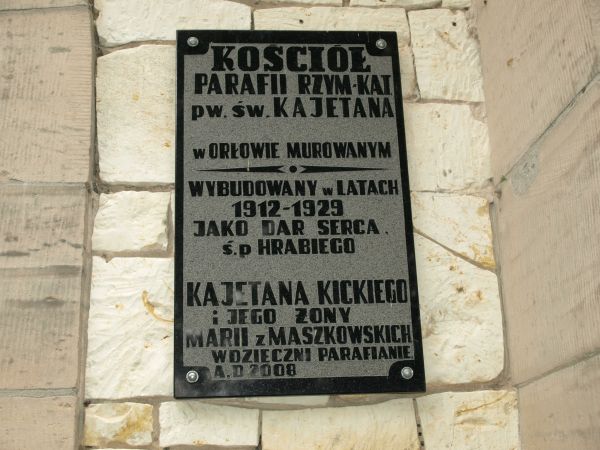 KOŚCIÓŁ
PARAFII RZYM-KAT
pw. św. KAJETANA
w ORŁOWIE MUROWANYM
WYBUDOWANY w LATACH
1912-1929
JAKO DAR SERCA.
ś.p HRABIEGO
KAJETANA KICKIEGO
i JEGO ŻONY
MARII z MASZKOWSKICH
WDZIĘCZNI PARAFIANIE
A.D 2008